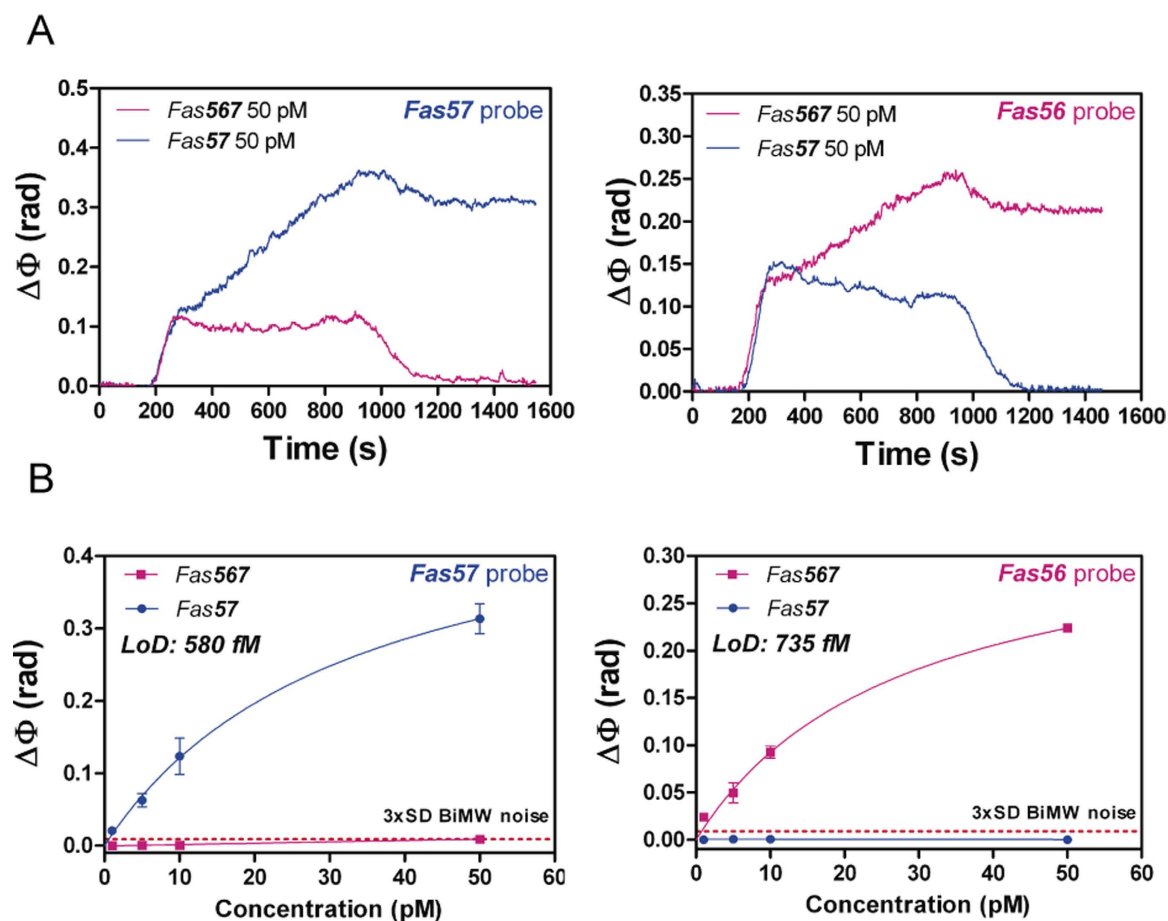 A
Fas567 50 pM
Fas57 50 pM
Fas57 probe
0.5
0.4
0.3
0.2
0.1
0.0
ΔΦ (rad)
0 200 400 600 800 1000 1200 1400 1600
Time (s)
Fas567 50 pM
Fas57 50 pM
Fas56 probe
0.35
0.30
0.25
0.20
0.15
0.10
0.05
0.00
ΔΦ (rad)
0 200 400 600 800 1000 1200 1400 1600
Time (s)
B
Fas567
Fas57
Fas57 probe
LoD: 580 fM
0.4
0.3
0.2
0.1
0.0
ΔΦ (rad)
3xSD BiMW noise
0 10 20 30 40 50 60
Concentration (pM)
Fas567
Fas57
Fas56 probe
LoD: 735 fM
0.30
0.25
0.20
0.15
0.10
0.05
0.00
ΔΦ (rad)
3xSD BiMW noise
0 10 20 30 40 50 60
Concentration (pM)